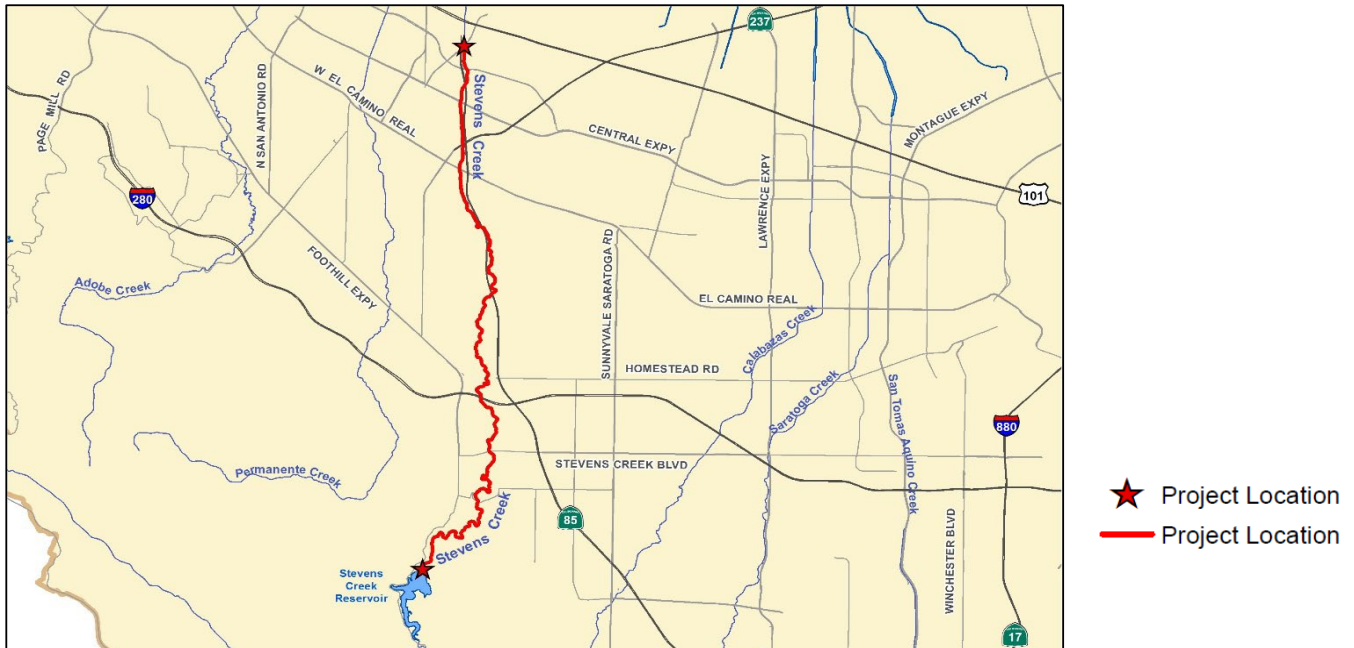 237
PAGE MILL RD
N SAN ANTONIO RD
W EL CAMINO REAL
Stevens Creek
CENTRAL EXPY
MONTAGUE EXPY
LAWRENCE EXPY
280
101
FOOTHILL EXPY
SUNNYVALE SARATOGA RD
Adobe Creek
EL CAMINO REAL
Calabazas Creek
HOMESTEAD RD
Saratoga Creek
San Tomas Aquino Creek
880
STEVENS CREEK BLVD
Permanente Creek
85
Stevens Creek
WINCHESTER BLVD
Stevens
Creek
Reservoir
17
Project Location
Project Location